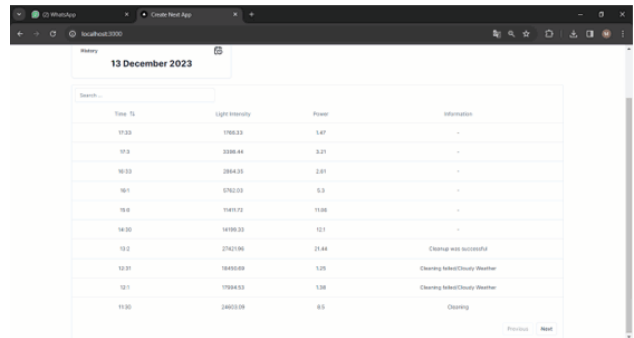 (2) WhatsApp
Create Next App
localhost:3000
History
13 December 2023
Search...
Time Light Intensity Power Information
17:33 1766.33 1.47 -
17:3 3386.44 3.21 -
16:33 2864.35 2.61 -
16:1 5762.03 5.3 -
15:0 11411.72 11.68 -
14:30 14196.33 12.1 -
13:2 27421.96 21.44 Cleanup was successful
12:31 18493.69 1.25 Cleaning failed/Cloudy Weather
12:1 17694.53 1.38 Cleaning failed/Cloudy Weather
11:30 24603.09 8.5 Cleaning
Previous Next